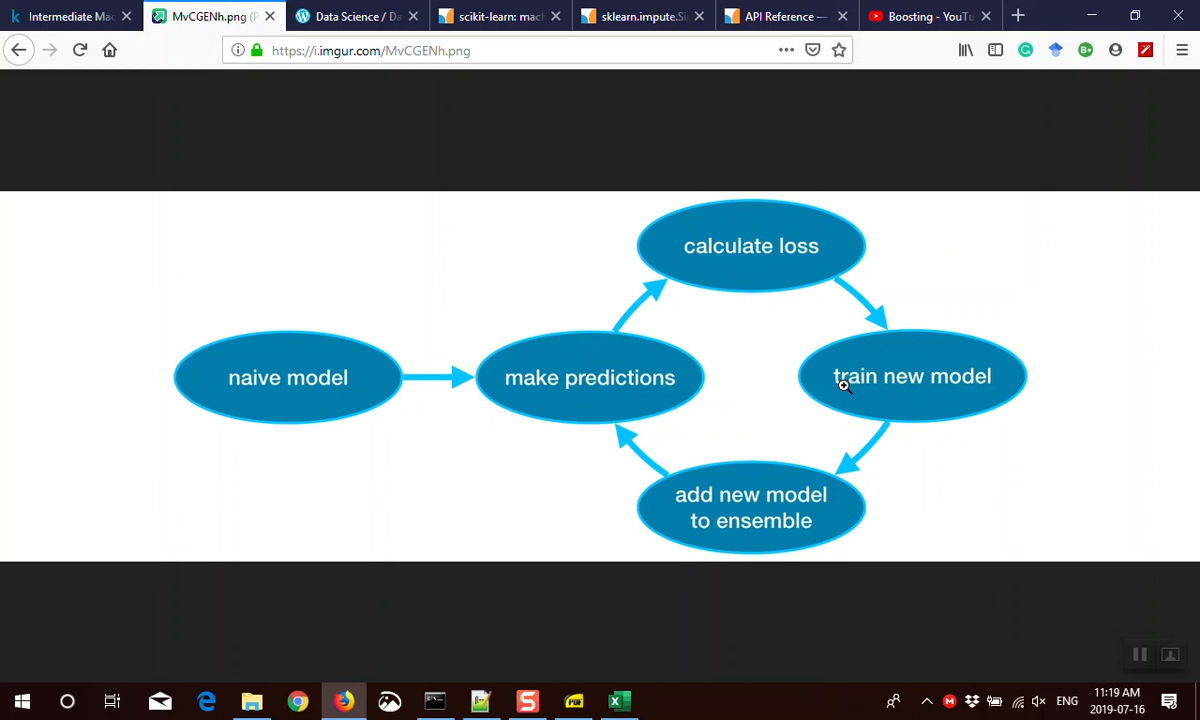 Intermediate Mac
MvCGENh.png (P
Data Science / Da
scikit-learn: mach
sklearn.impute.Si
API Reference —
Boosting - YouTu
https://i.imgur.com/MvCGENh.png
calculate loss
naive model
make predictions
train new model
add new model
to ensemble
ENG
11:19 AM
2019-07-16